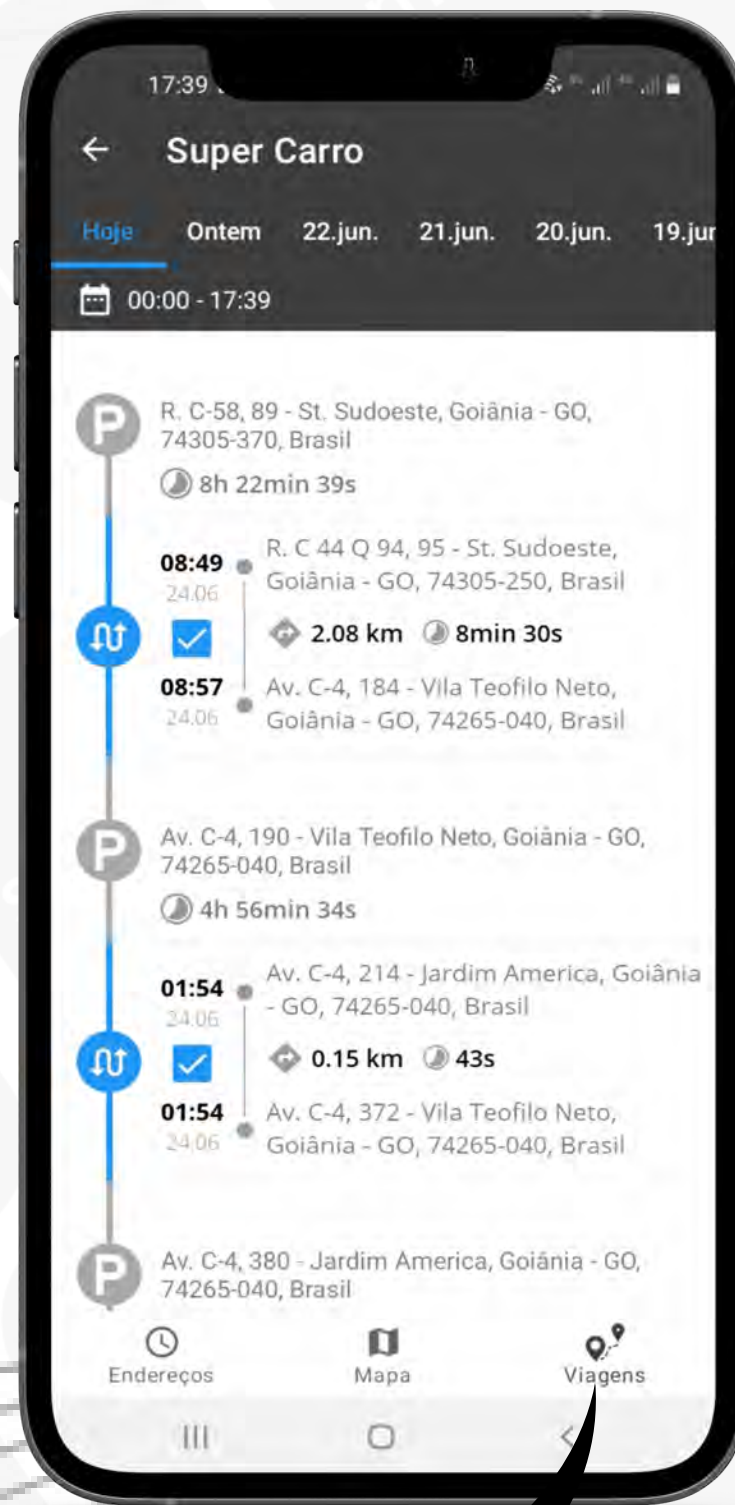 17:39
Super Carro
Hoje Ontem 22.jun. 21.jun. 20.jun. 19.jun
00:00 - 17:39
P
R. C-58, 89 - St. Sudoeste, Goiânia - GO,
74305-370, Brasil
8h 22min 39s
08:49
24.06
R. C 44 Q 94, 95 - St. Sudoeste,
Goiânia - GO, 74305-250, Brasil
2.08 km 8min 30s
08:57
24.06
Av. C-4, 184 - Vila Teofilo Neto,
Goiânia - GO, 74265-040, Brasil
P
Av. C-4, 190 - Vila Teofilo Neto, Goiânia - GO,
74265-040, Brasil
4h 56min 34s
01:54
24.06
Av. C-4, 214 - Jardim America, Goiânia
- GO, 74265-040, Brasil
0.15 km 43s
01:54
24.06
Av. C-4, 372 - Vila Teofilo Neto,
Goiânia - GO, 74265-040, Brasil
P
Av. C-4, 380 - Jardim America, Goiânia - GO,
74265-040, Brasil
Endereços Mapa Viagens